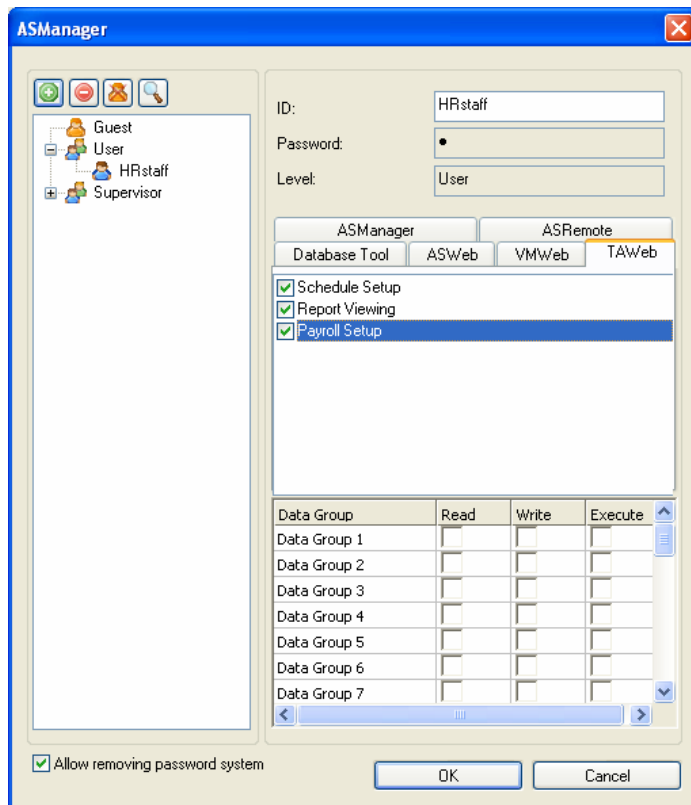 ASManager
Guest
User
HRstaff
Supervisor
ID: HRstaff
Password: •
Level: User
ASManager ASRemote
Database Tool ASWeb VMWeb TAWeb
Schedule Setup
Report Viewing
Payroll Setup
Data Group Read Write Execute
Data Group 1
Data Group 2
Data Group 3
Data Group 4
Data Group 5
Data Group 6
Data Group 7
Allow removing password system
OK Cancel